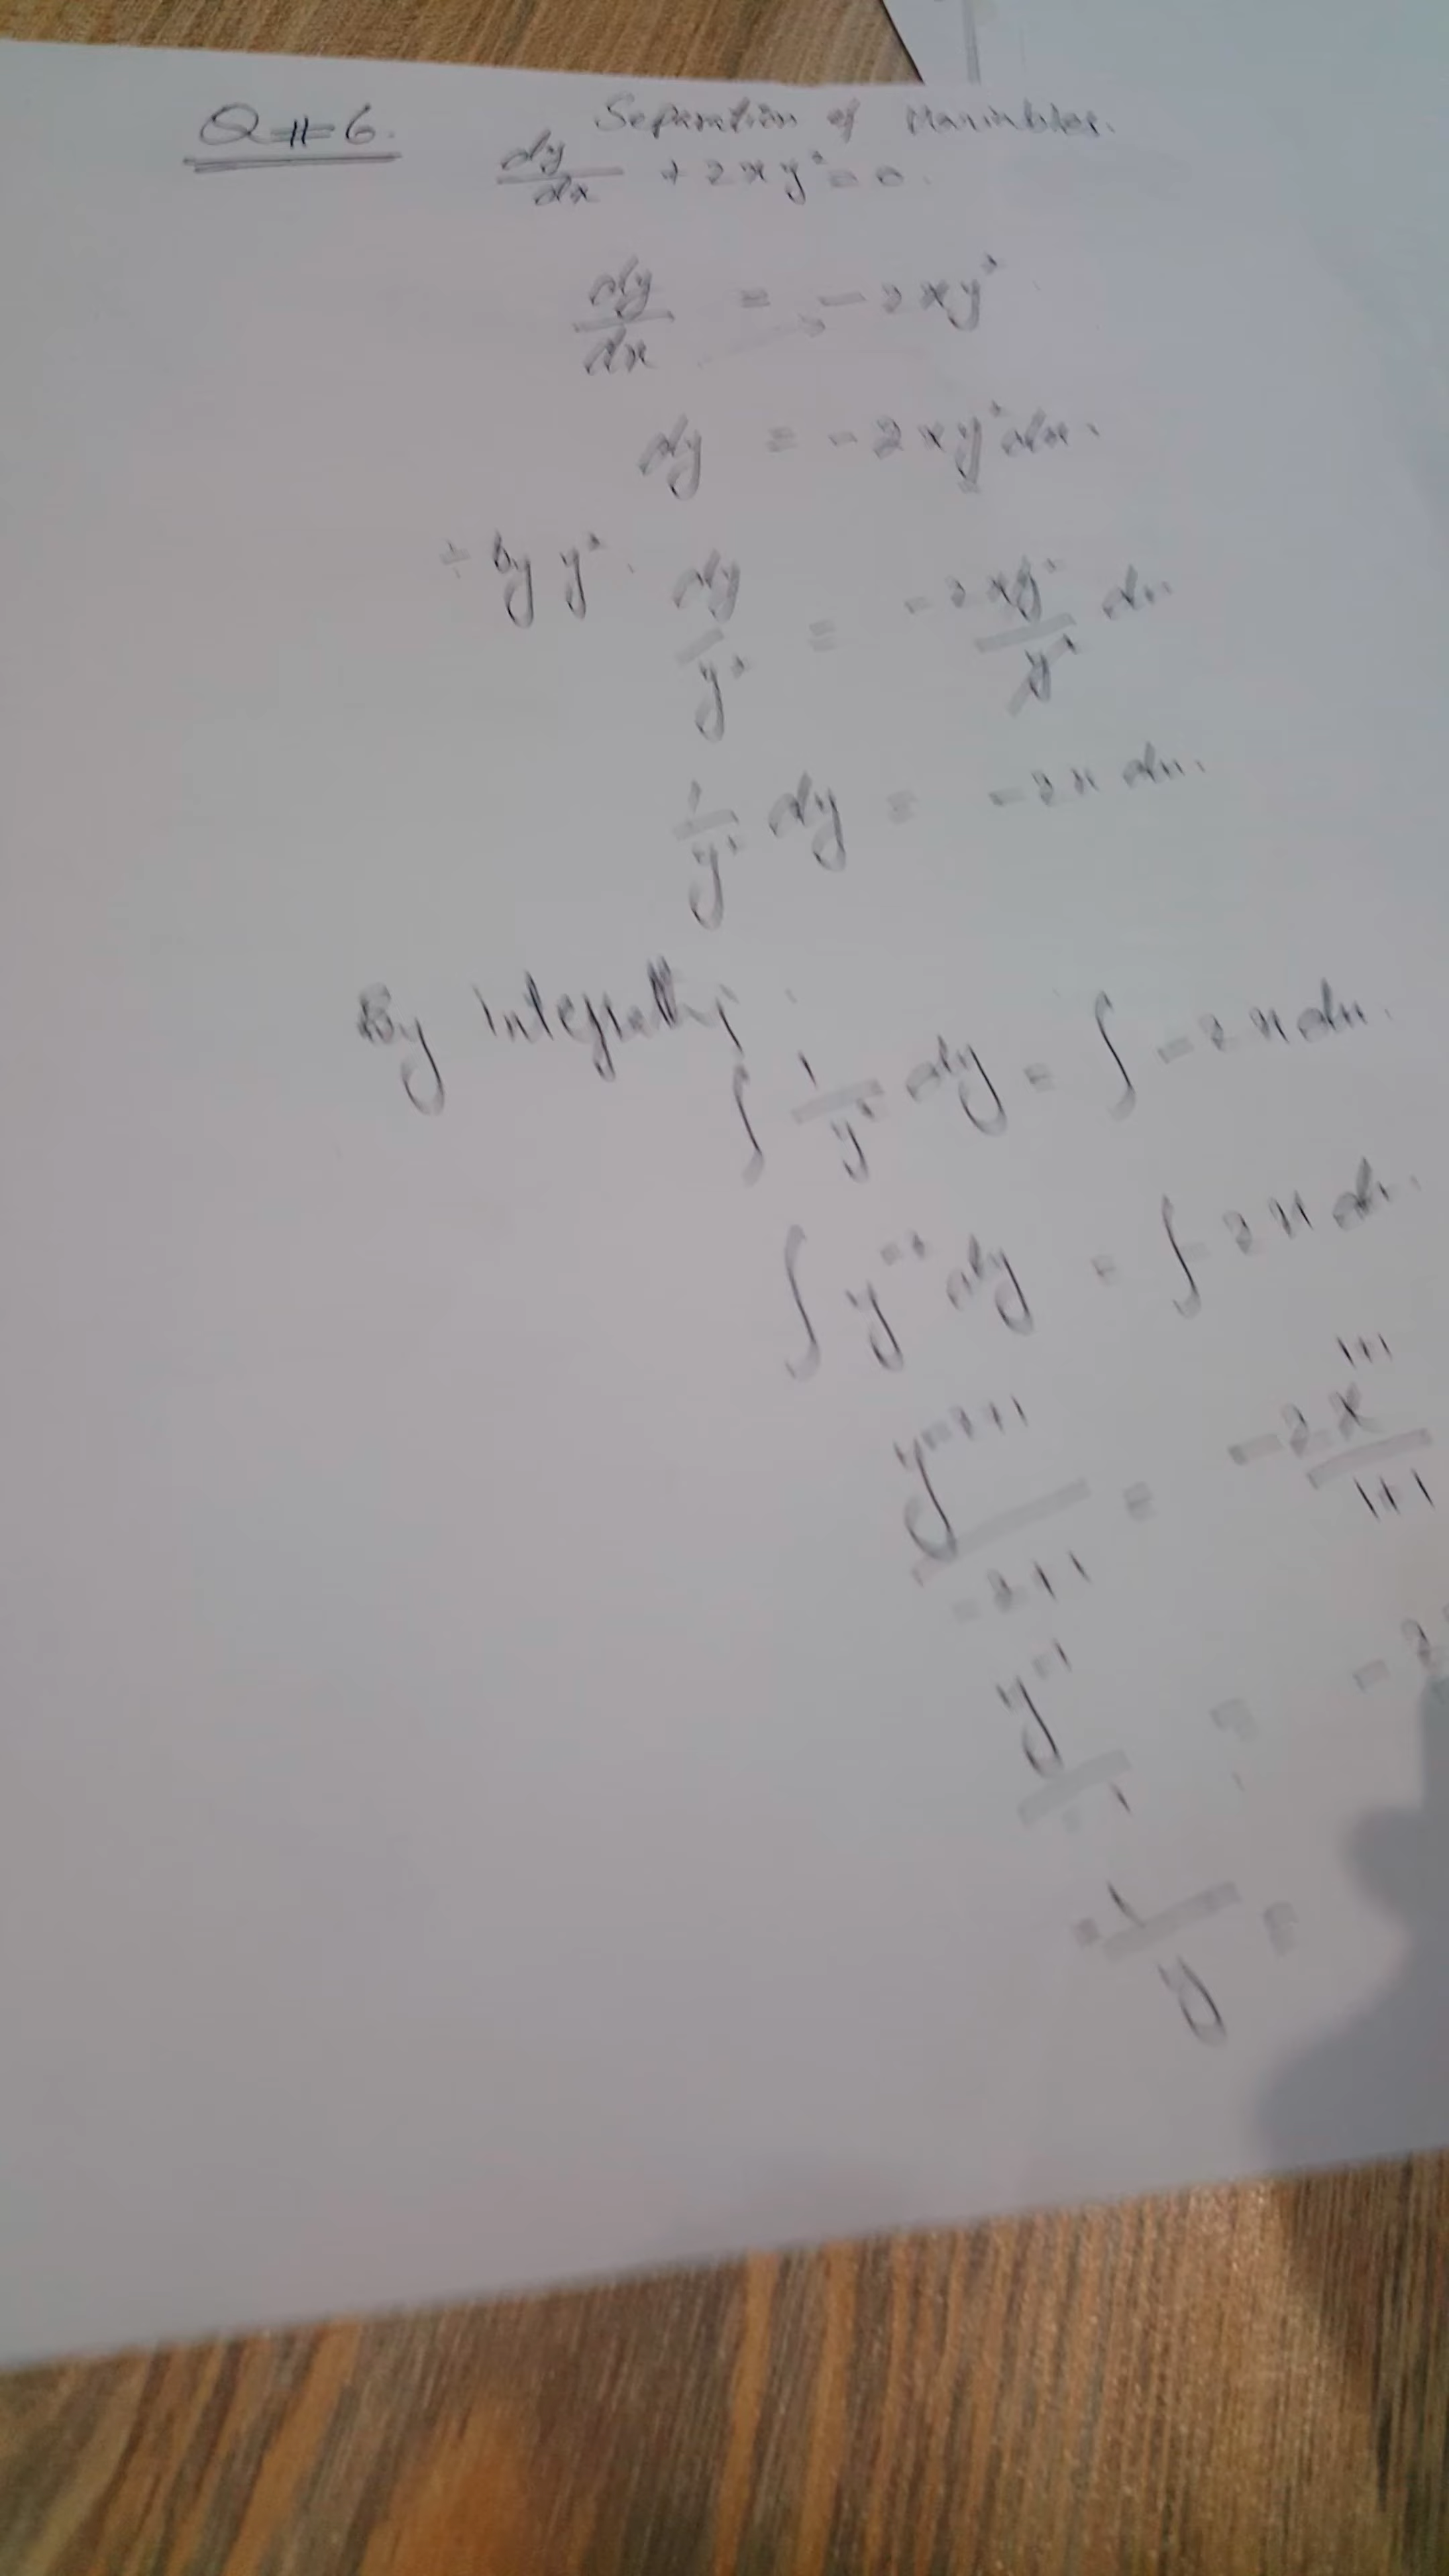 Q#6. Separation of Variables.
dy/dx + 2xy² = 0.
dy/dx = -2xy²
dy = -2xy² dx.
÷ by y². dy/y² = -2xy²/y² dx
1/y² dy = -2x dx.
By integrating
∫ 1/y² dy = ∫ -2x dx.
∫ y⁻² dy = ∫ 2x dx.
y⁻²⁺¹/-2+1 = -2x¹⁺¹/1+1
y⁻¹/-1 = -2
-1/y =